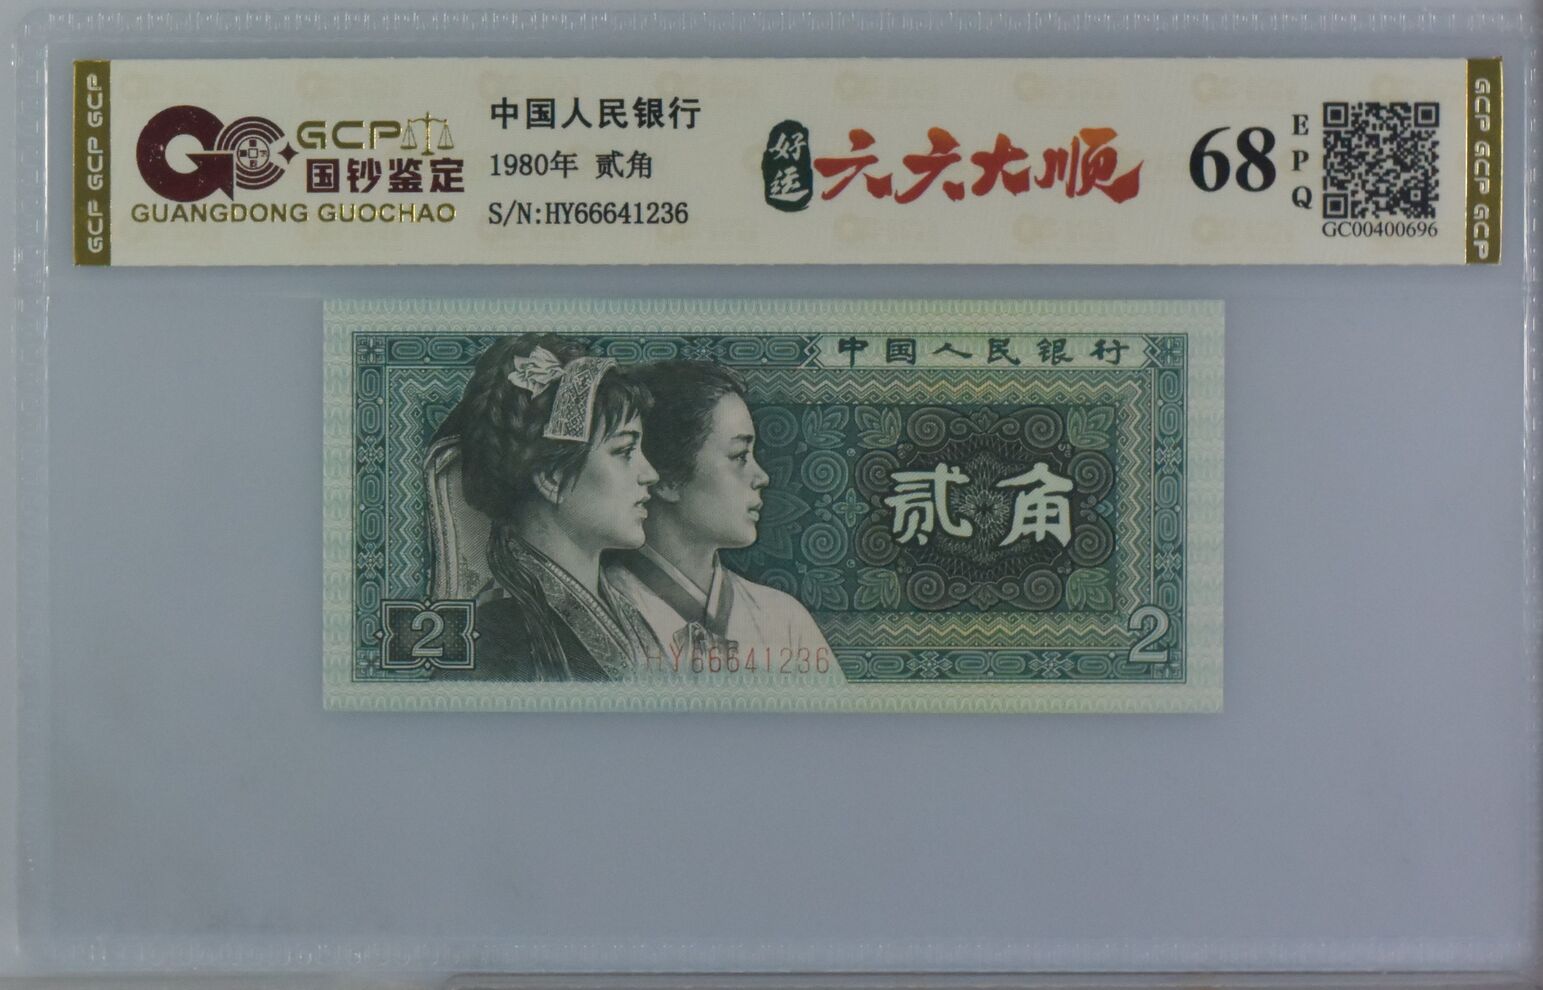 GCP GCP GCP
GCP
国钞鉴定
GUANGDONG GUOCHAO
中国人民银行
1980年 贰角
S/N:HY66641236
好运
六六大顺
68
EPQ
GC00400696
GCP GCP GCP
中国人民银行
贰角
2
2
HY66641236